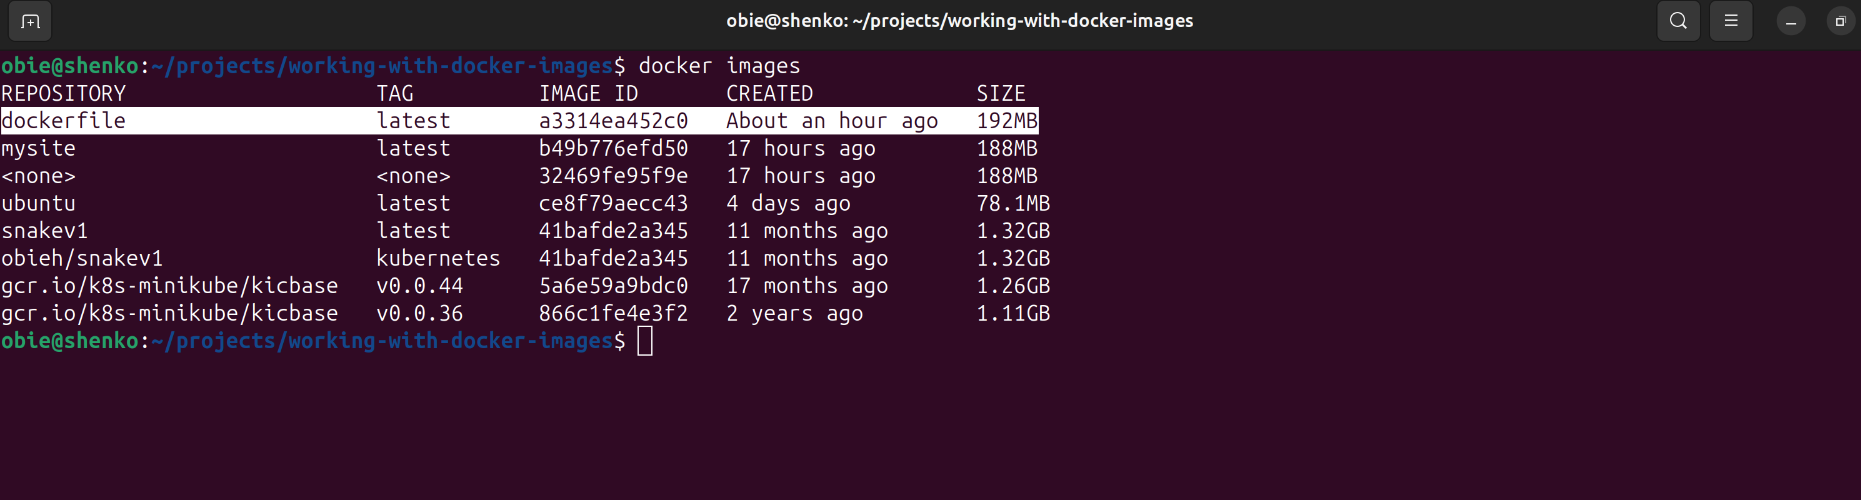 obie@shenko: ~/projects/working-with-docker-images
obie@shenko:~/projects/working-with-docker-images$ docker images
REPOSITORY TAG IMAGE ID CREATED SIZE
dockerfile latest a3314ea452c0 About an hour ago 192MB
mysite latest b49b776efd50 17 hours ago 188MB
<none> <none> 32469fe95f9e 17 hours ago 188MB
ubuntu latest ce8f79aecc43 4 days ago 78.1MB
snakev1 latest 41bafde2a345 11 months ago 1.32GB
obieh/snakev1 kubernetes 41bafde2a345 11 months ago 1.32GB
gcr.io/k8s-minikube/kicbase v0.0.44 5a6e59a9bdc0 17 months ago 1.26GB
gcr.io/k8s-minikube/kicbase v0.0.36 866c1fe4e3f2 2 years ago 1.11GB
obie@shenko:~/projects/working-with-docker-images$